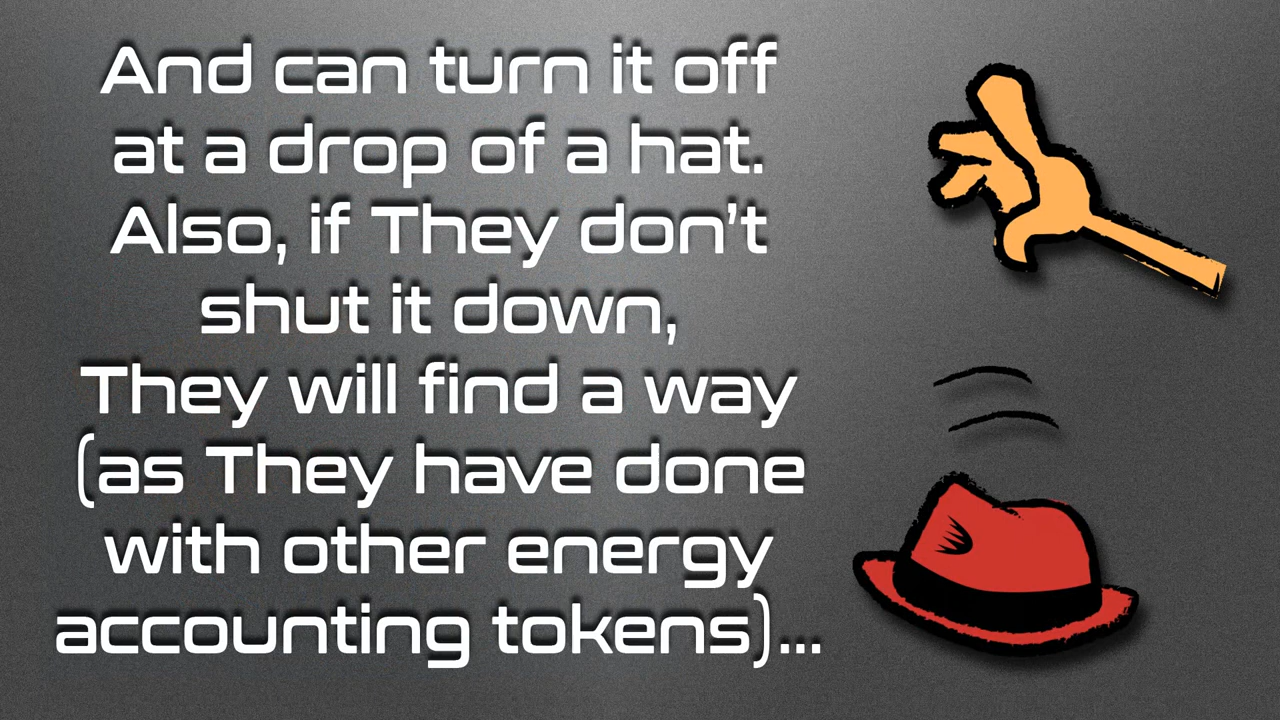 And can turn it off
at a drop of a hat.
Also, if They don’t
shut it down,
They will find a way
(as They have done
with other energy
accounting tokens)...